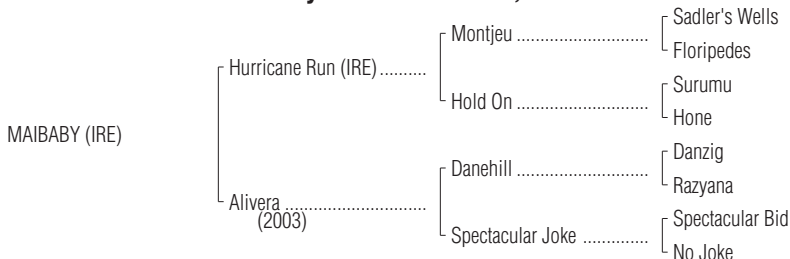 Sadler's Wells
Montjeu ..............................
Floripedes
Hurricane Run (IRE)..........
Surumu
Hold On ..............................
Hone
MAIBABY (IRE)
Danzig
Danehill ..............................
Razyana
Alivera ..............................
(2003)
Spectacular Bid
Spectacular Joke ..............
No Joke